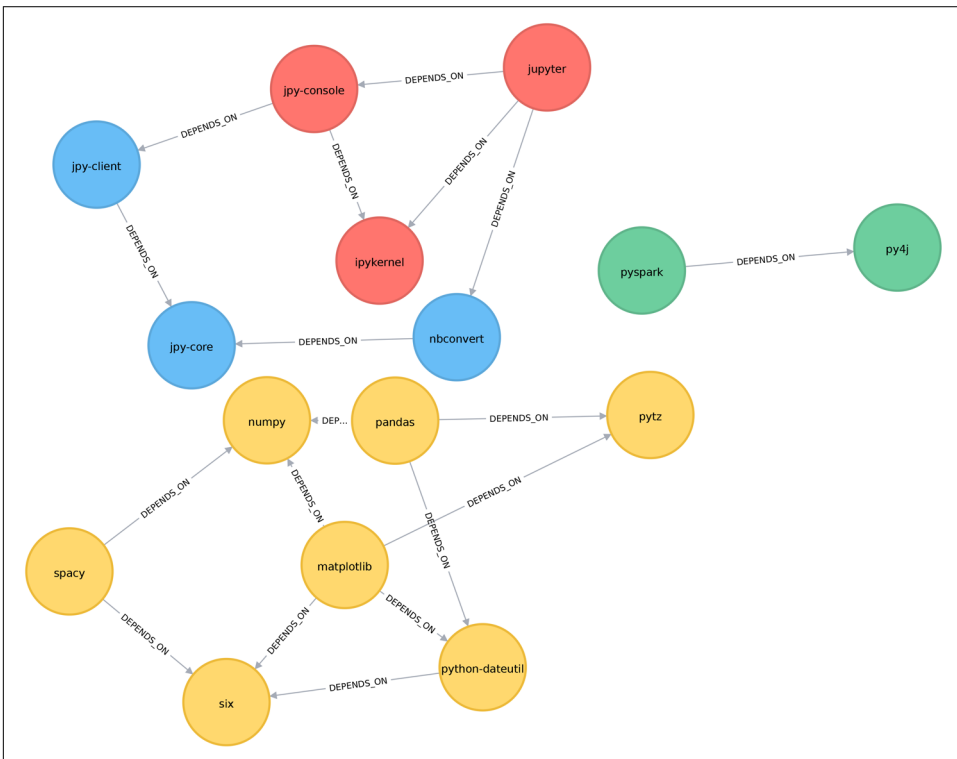 jupyter
DEPENDS_ON
jpy-console
DEPENDS_ON
DEPENDS_ON
DEPENDS_ON
DEPENDS_ON
jpy-client
DEPENDS_ON
ipykernel
pyspark
DEPENDS_ON
py4j
jpy-core
DEPENDS_ON
nbconvert
numpy
DEP...
pandas
DEPENDS_ON
pytz
DEPENDS_ON
DEPENDS_ON
DEPENDS_ON
DEPENDS_ON
spacy
matplotlib
DEPENDS_ON
DEPENDS_ON
DEPENDS_ON
python-dateutil
DEPENDS_ON
six